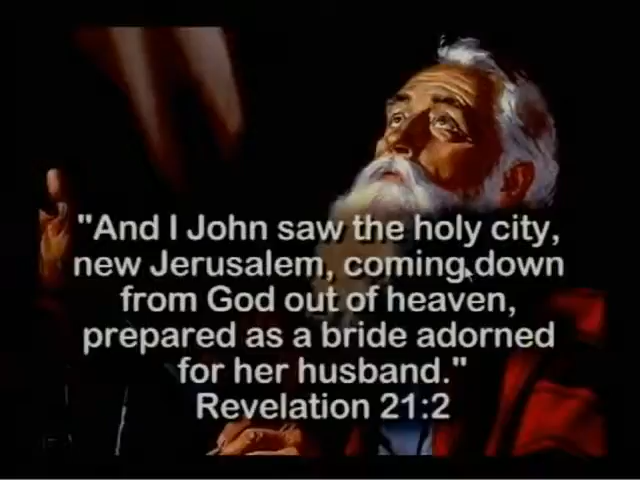 "And I John saw the holy city,
new Jerusalem, coming down
from God out of heaven,
prepared as a bride adorned
for her husband."
Revelation 21:2